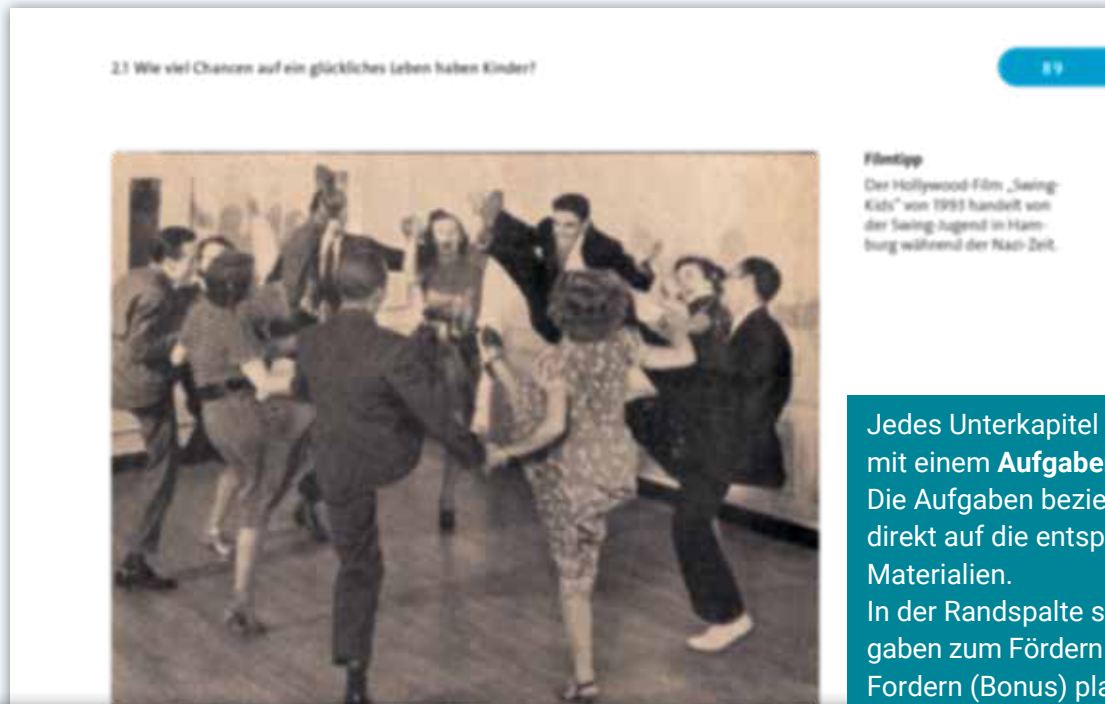 2.1 Wie viel Chancen auf ein glückliches Leben haben Kinder?
89
Filmtipp
Der Hollywood-Film „Swing-
Kids“ von 1993 handelt von
der Swing-Jugend in Ham-
burg während der Nazi-Zeit.
Jedes Unterkapitel
mit einem Aufgabe
Die Aufgaben bezie
direkt auf die entsp
Materialien.
In der Randspalte s
gaben zum Fördern
Fordern (Bonus) pla